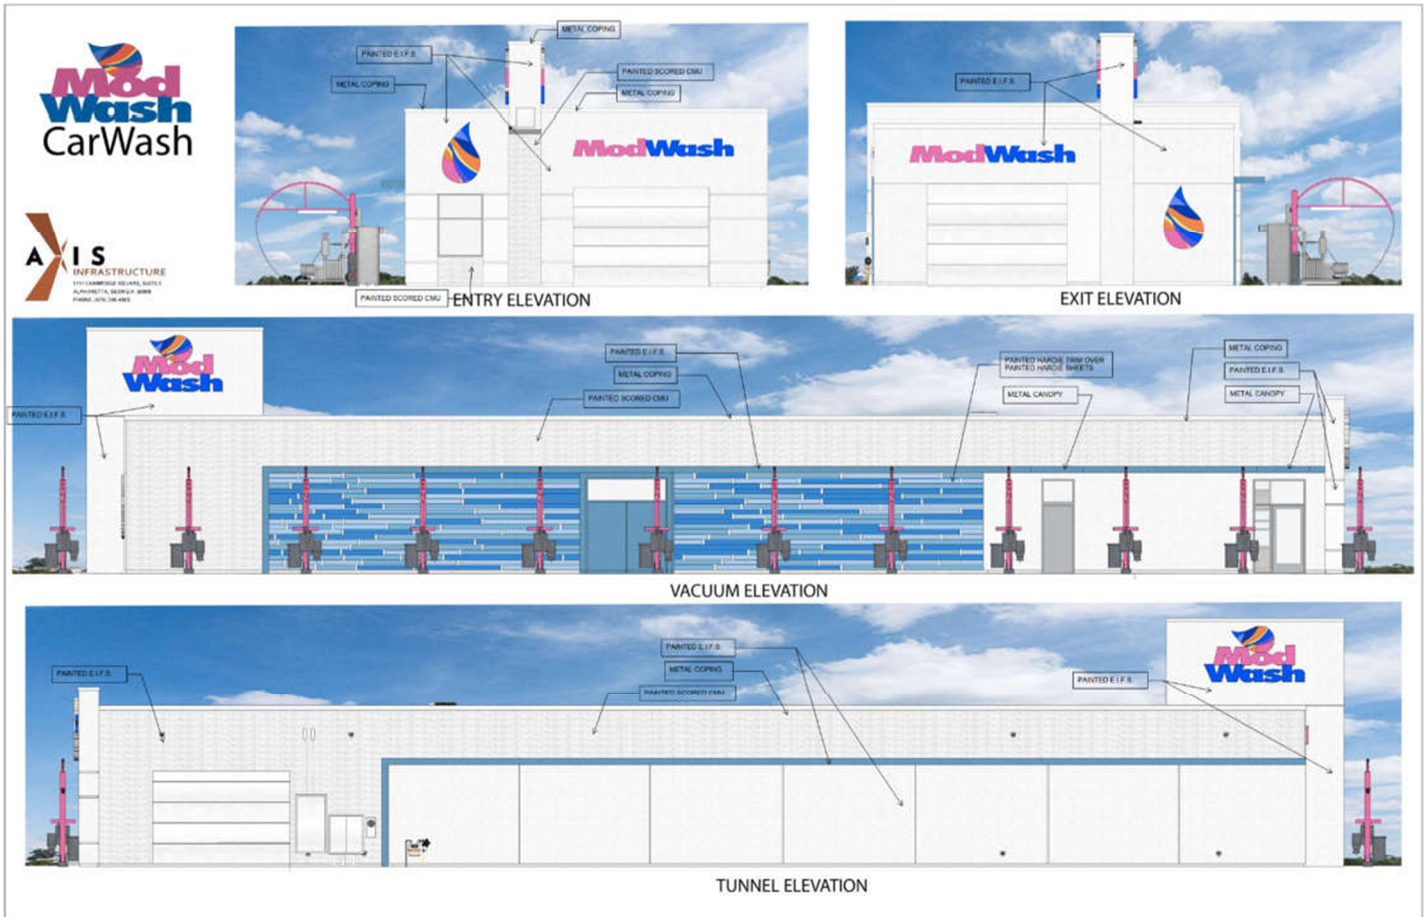 Mod
Wash
CarWash
AXIS
INFRASTRUCTURE
PAINTED E.I.F.S.
METAL COPING
METAL COPING
PAINTED SCORED CMU
METAL COPING
ModWash
PAINTED SCORED CMU
ENTRY ELEVATION
PAINTED E.I.F.S.
ModWash
EXIT ELEVATION
Mod
Wash
PAINTED E.I.F.S.
PAINTED E.I.F.S.
METAL COPING
PAINTED SCORED CMU
PAINTED HARDIE TRIM OVER
PAINTED HARDIE SHEETS
METAL CANOPY
METAL COPING
PAINTED E.I.F.S.
METAL CANOPY
VACUUM ELEVATION
PAINTED E.I.F.S.
PAINTED E.I.F.S.
METAL COPING
PAINTED SCORED CMU
PAINTED E.I.F.S.
Mod
Wash
TUNNEL ELEVATION